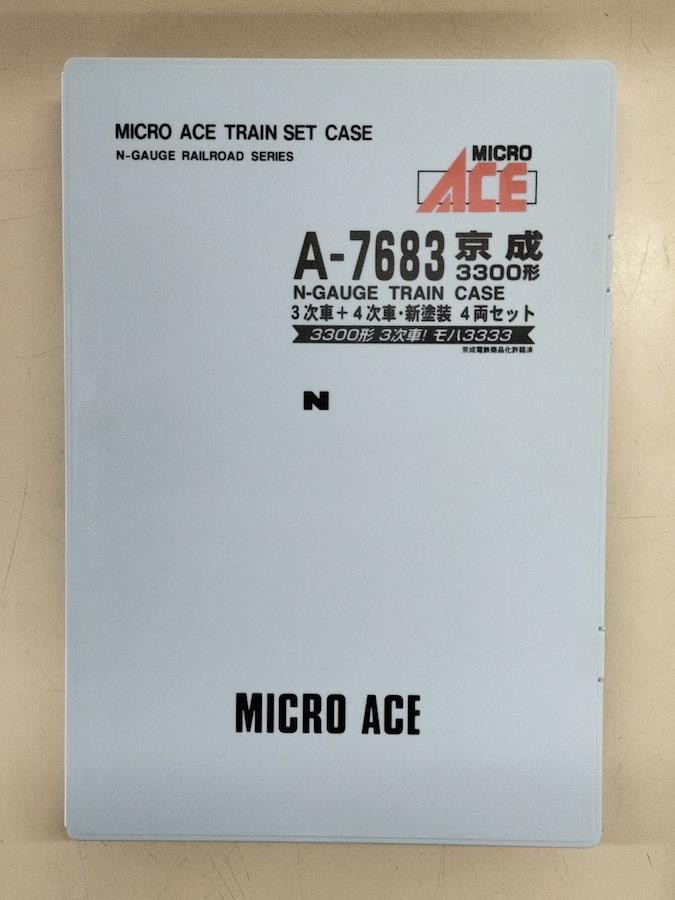 MICRO ACE TRAIN SET CASE
N-GAUGE RAILROAD SERIES
MICRO
ACE
A-7683 京成
3300形
N-GAUGE TRAIN CASE
3次車+4次車・新塗装 4両セット
3300形 3次車! モハ3333
京成電鉄商品化許諾済
N
MICRO ACE